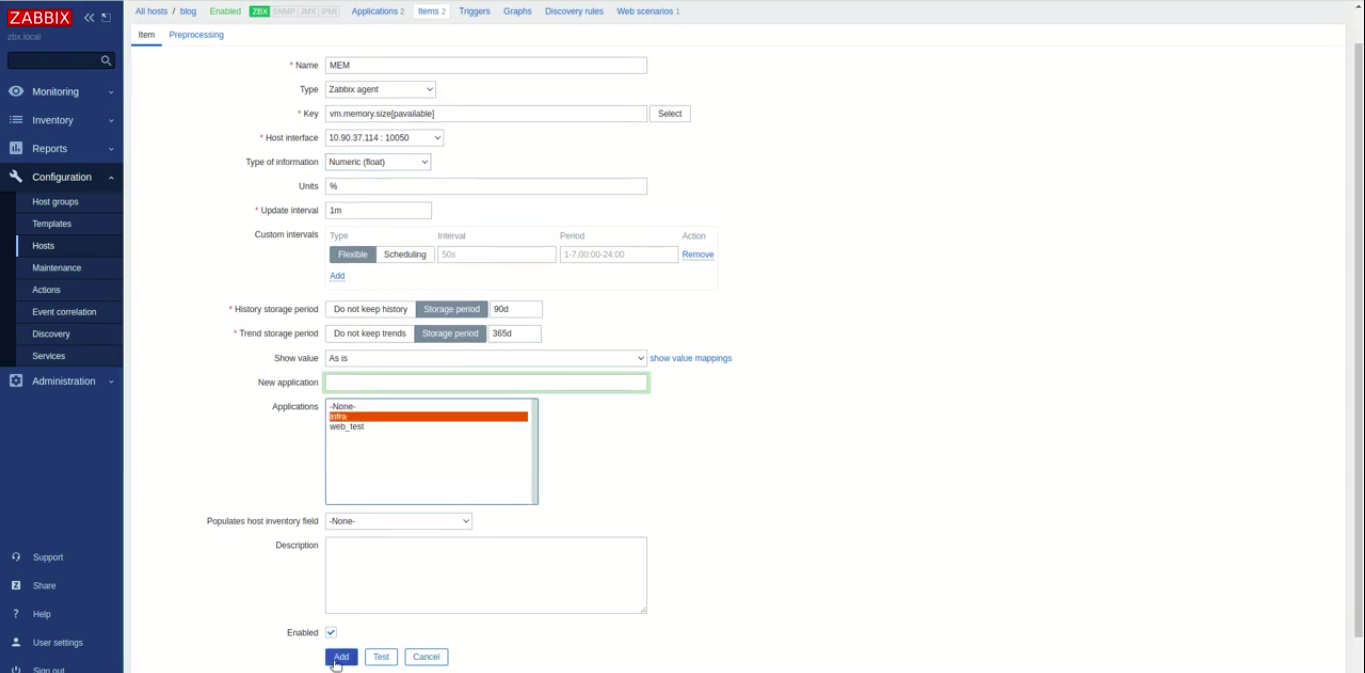 ZABBIX
zbx.local
Monitoring
Inventory
Reports
Configuration
Host groups
Templates
Hosts
Maintenance
Actions
Event correlation
Discovery
Services
Administration
Support
Share
Help
User settings
Sign out
All hosts / blog Enabled ZBX SNMP JMX IPMI Applications 2 Items 2 Triggers Graphs Discovery rules Web scenarios 1
Item Preprocessing
* Name MEM
Type Zabbix agent
* Key vm.memory.size[pavailable] Select
* Host interface 10.90.37.114 : 10050
Type of information Numeric (float)
Units %
* Update interval 1m
Custom intervals Type Interval Period Action
Flexible Scheduling 50s 1-7,00:00-24:00 Remove
Add
* History storage period Do not keep history Storage period 90d
* Trend storage period Do not keep trends Storage period 365d
Show value As is show value mappings
New application
Applications -None-
infra
web_test
Populates host inventory field -None-
Description
Enabled
Add Test Cancel